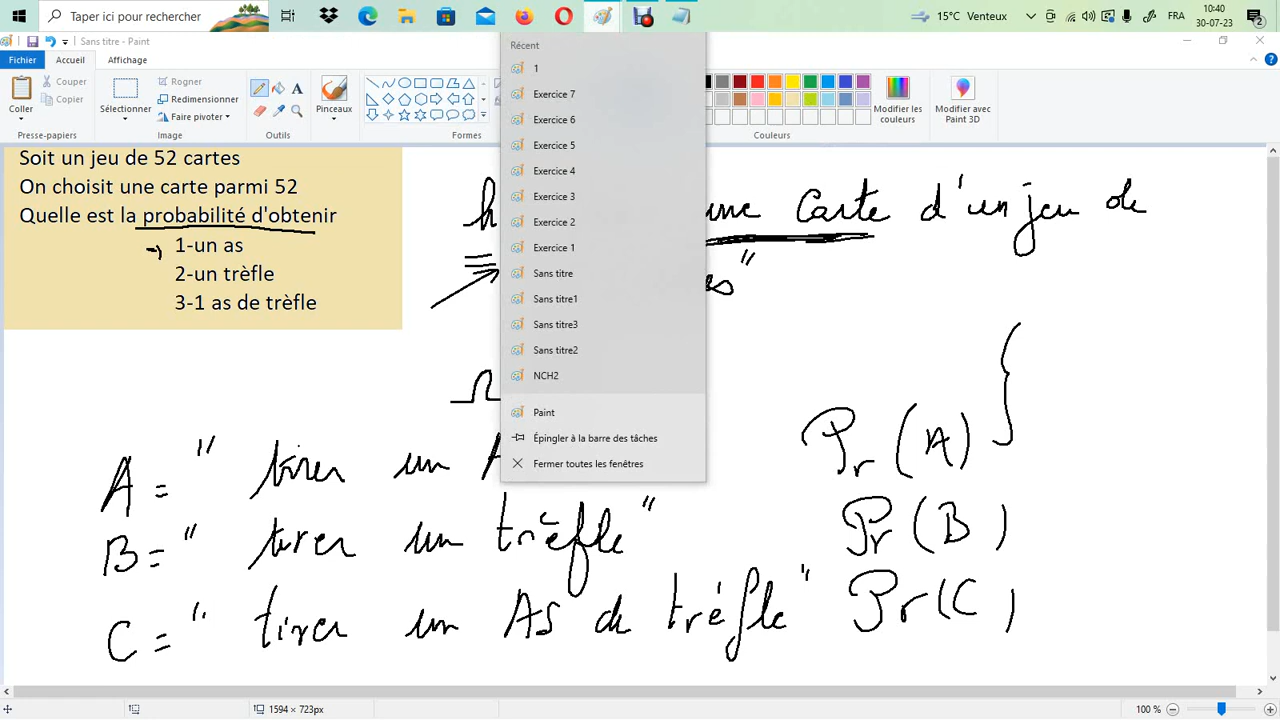 Taper ici pour rechercher
15°C Venteux
FRA
10:40
30-07-23
2
Sans titre - Paint
Fichier
Accueil
Affichage
Coller
Couper
Copier
Presse-papiers
Sélectionner
Rogner
Redimensionner
Faire pivoter
Image
Outils
Pinceaux
Formes
Couleurs
Modifier les couleurs
Modifier avec Paint 3D
Récent
1
Exercice 7
Exercice 6
Exercice 5
Exercice 4
Exercice 3
Exercice 2
Exercice 1
Sans titre
Sans titre1
Sans titre3
Sans titre2
NCH2
Paint
Épingler à la barre des tâches
Fermer toutes les fenêtres
Soit un jeu de 52 cartes
On choisit une carte parmi 52
Quelle est la probabilité d'obtenir
1-un as
2-un trèfle
3-1 as de trèfle
une Carte d'un jeu de
es"
A = " tirer un A
Pr (A)
B = " tirer un trèfle"
Pr (B)
C = " tirer un AS de tréfle"
Pr (C)
1594 × 723px
100 %